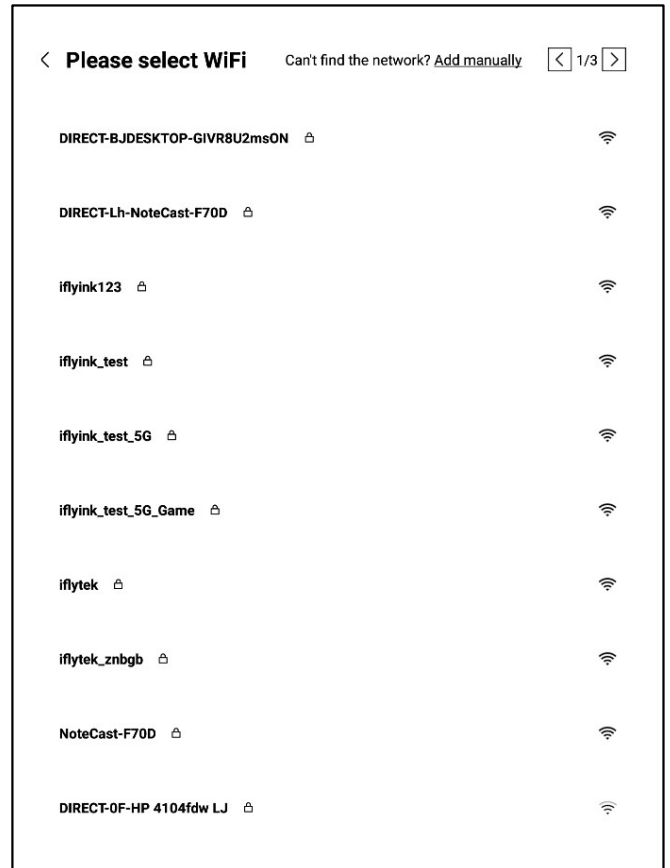 Please select WiFi Can't find the network? Add manually 1/3
DIRECT-BJDESKTOP-GIVR8U2msON
DIRECT-Lh-NoteCast-F70D
iflyink123
iflyink_test
iflyink_test_5G
iflyink_test_5G_Game
iflytek
iflytek_znbgb
NoteCast-F70D
DIRECT-0F-HP 4104fdw LJ